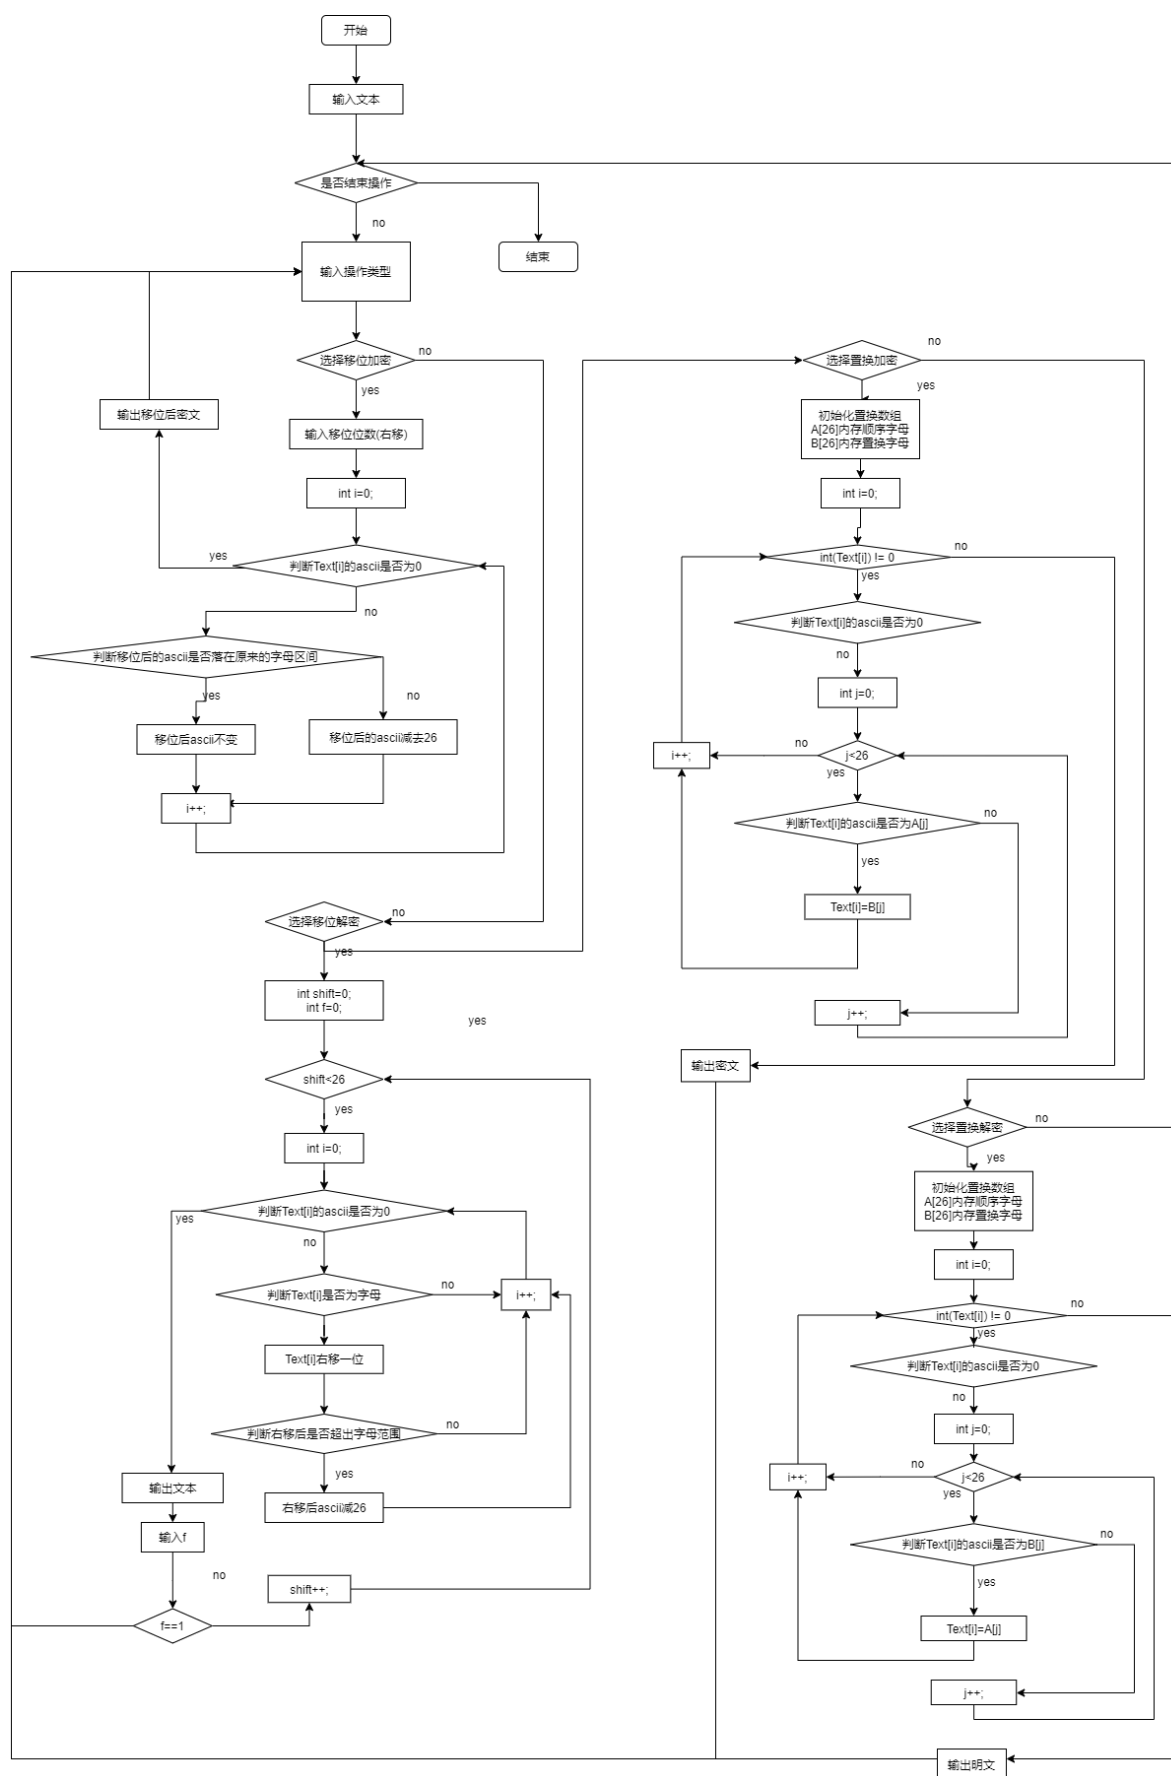 开始
输入文本
是否结束操作
no
结束
输入操作类型
选择移位加密
no
yes
输出移位后密文
输入移位位数(右移)
int i=0;
判断Text[i]的ascii是否为0
yes
no
判断移位后的ascii是否落在原来的字母区间
yes
no
移位后ascii不变
移位后的ascii减去26
i++;
选择移位解密
no
yes
int shift=0;
int f=0;
yes
shift<26
yes
int i=0;
判断Text[i]的ascii是否为0
yes
no
判断Text[i]是否为字母
no
i++;
Text[i]右移一位
判断右移后是否超出字母范围
no
yes
右移后ascii减26
输出文本
输入f
no
f==1
shift++;
选择置换加密
no
yes
初始化置换数组
A[26]内存顺序字母
B[26]内存置换字母
int i=0;
int(Text[i]) != 0
no
yes
判断Text[i]的ascii是否为0
no
int j=0;
i++;
no
j<26
yes
判断Text[i]的ascii是否为A[j]
no
yes
Text[i]=B[j]
j++;
输出密文
选择置换解密
no
yes
初始化置换数组
A[26]内存顺序字母
B[26]内存置换字母
int i=0;
int(Text[i]) != 0
no
yes
判断Text[i]的ascii是否为0
no
int j=0;
i++;
no
j<26
yes
判断Text[i]的ascii是否为B[j]
no
yes
Text[i]=A[j]
j++;
输出明文